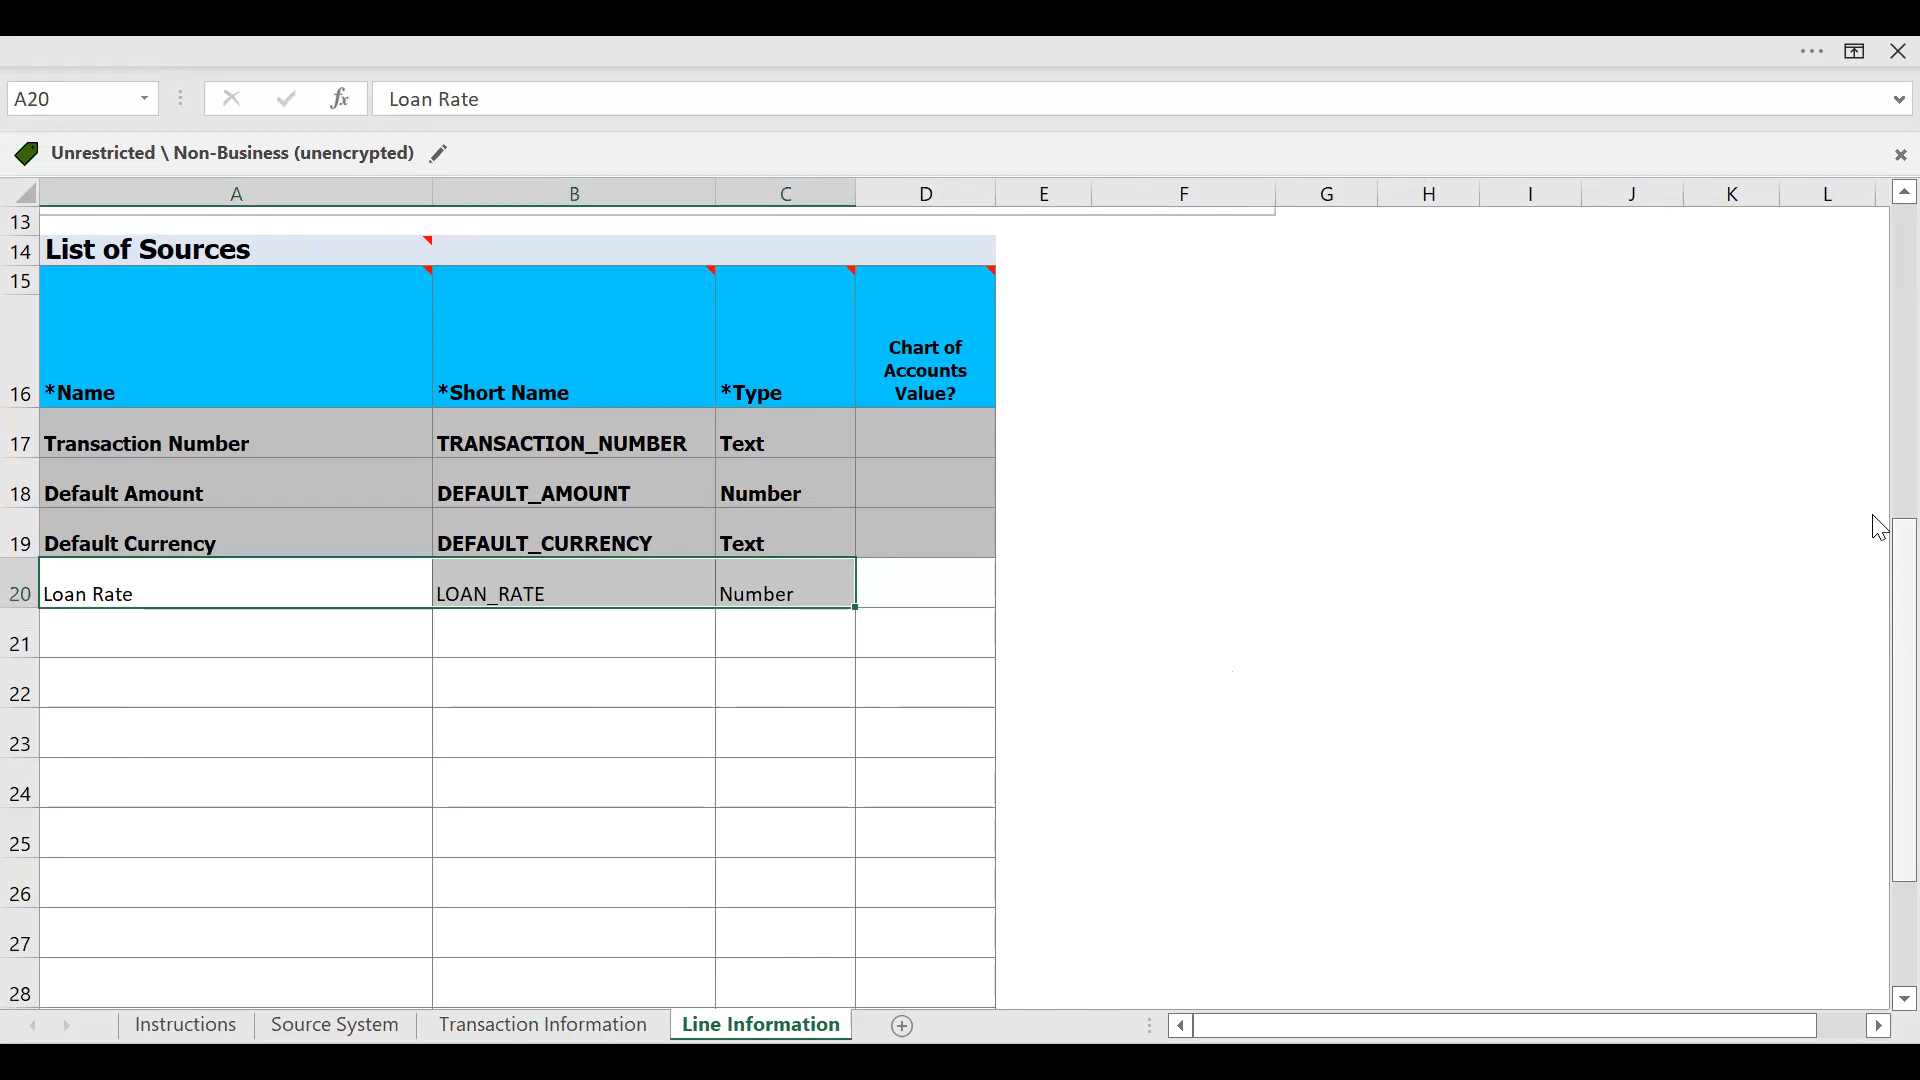 A20 fx Loan Rate
Unrestricted \ Non-Business (unencrypted)
A B C D E F G H I J K L
13
14 List of Sources
15
16 *Name *Short Name *Type Chart of
Accounts
Value?
17 Transaction Number TRANSACTION_NUMBER Text
18 Default Amount DEFAULT_AMOUNT Number
19 Default Currency DEFAULT_CURRENCY Text
20 Loan Rate LOAN_RATE Number
21
22
23
24
25
26
27
28
Instructions Source System Transaction Information Line Information